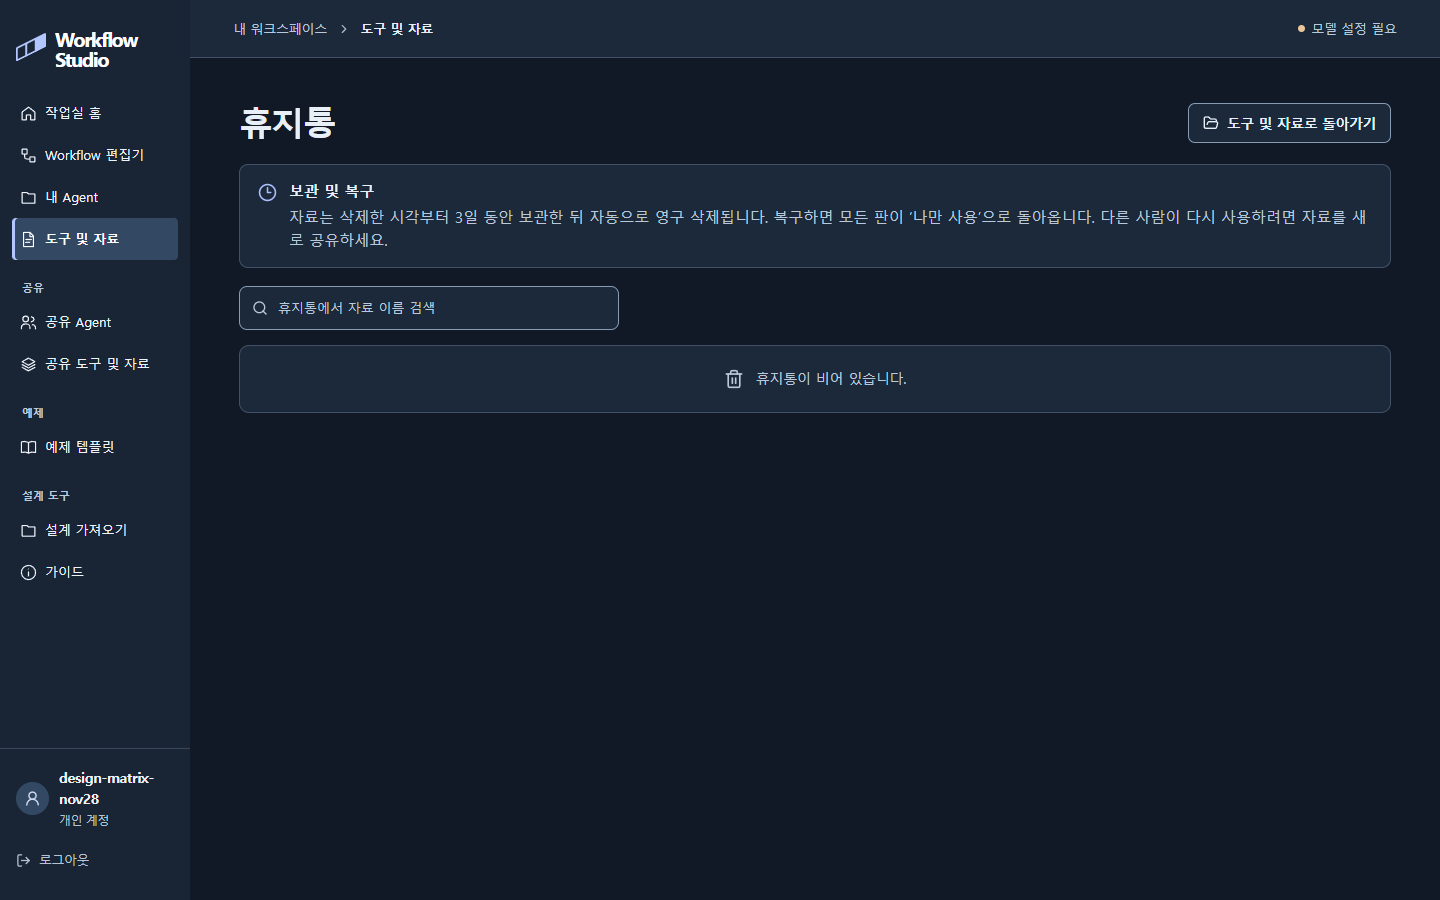 Workflow
Studio
작업실 홈
Workflow 편집기
내 Agent
도구 및 자료
공유
공유 Agent
공유 도구 및 자료
예제
예제 템플릿
설계 도구
설계 가져오기
가이드
design-matrix-
nov28
개인 계정
로그아웃
내 워크스페이스 > 도구 및 자료
모델 설정 필요
휴지통
도구 및 자료로 돌아가기
보관 및 복구
자료는 삭제한 시각부터 3일 동안 보관한 뒤 자동으로 영구 삭제됩니다. 복구하면 모든 판이 ‘나만 사용’으로 돌아옵니다. 다른 사람이 다시 사용하려면 자료를 새
로 공유하세요.
휴지통에서 자료 이름 검색
휴지통이 비어 있습니다.